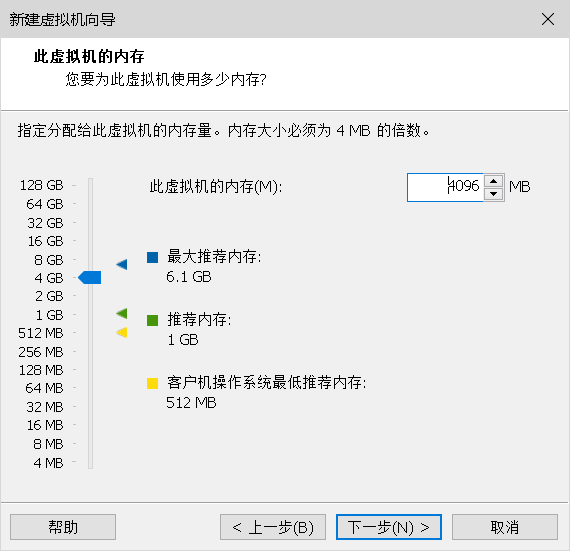 新建虚拟机向导
此虚拟机的内存
您要为此虚拟机使用多少内存?
指定分配给此虚拟机的内存量。内存大小必须为 4 MB 的倍数。
此虚拟机的内存(M): 4096 MB
128 GB
64 GB
32 GB
16 GB
8 GB
4 GB
2 GB
1 GB
512 MB
256 MB
128 MB
64 MB
32 MB
16 MB
8 MB
4 MB
最大推荐内存:
6.1 GB
推荐内存:
1 GB
客户机操作系统最低推荐内存:
512 MB
帮助
< 上一步(B)
下一步(N) >
取消